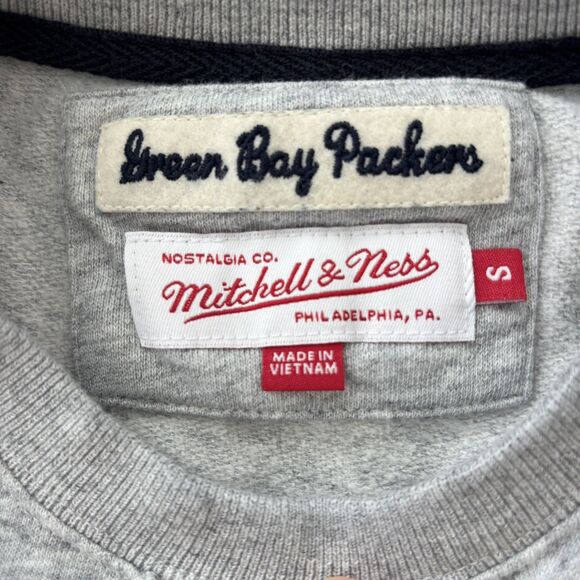 Green Bay Packers
NOSTALGIA CO.
Mitchell & Ness
PHILADELPHIA, PA.
S
MADE IN
VIETNAM